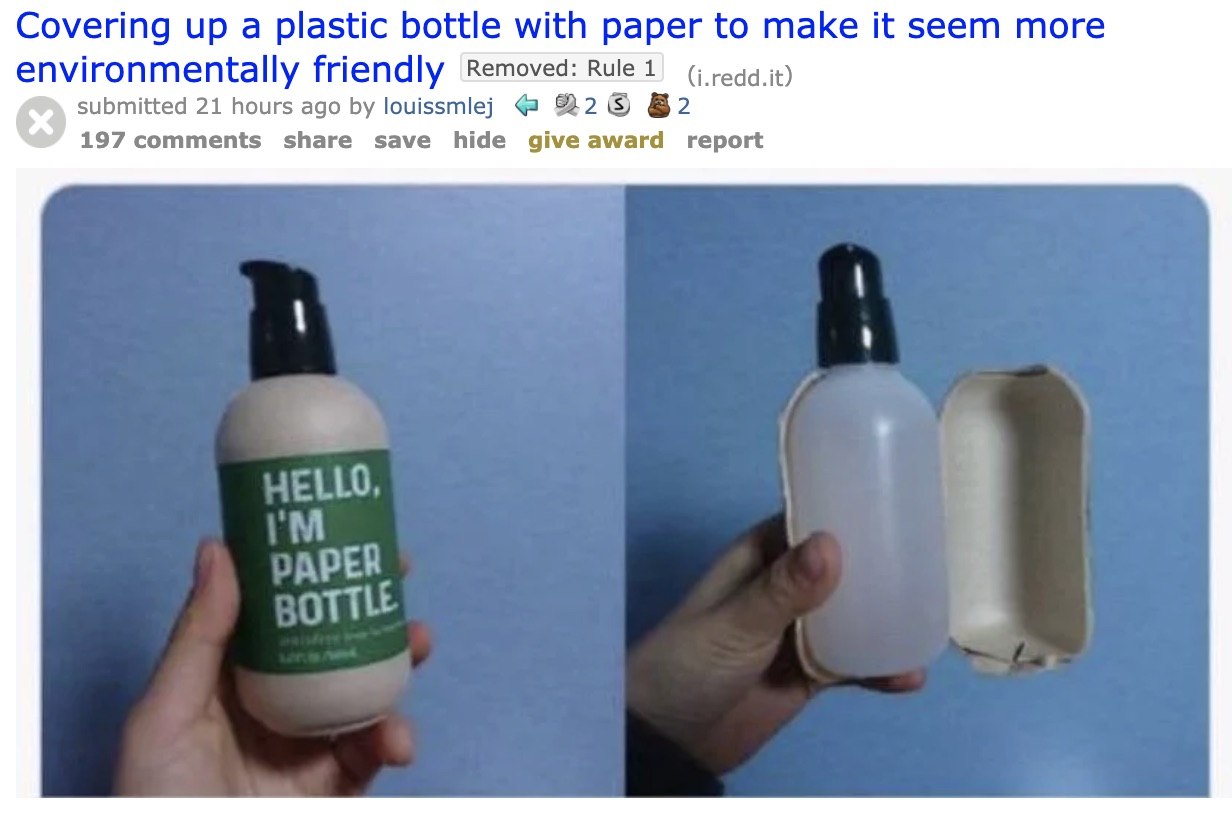 Covering up a plastic bottle with paper to make it seem more
environmentally friendly Removed: Rule 1 (i.redd.it)
submitted 21 hours ago by louissmlej 2 S 2
197 comments share save hide give award report
HELLO,
I'M
PAPER
BOTTLE